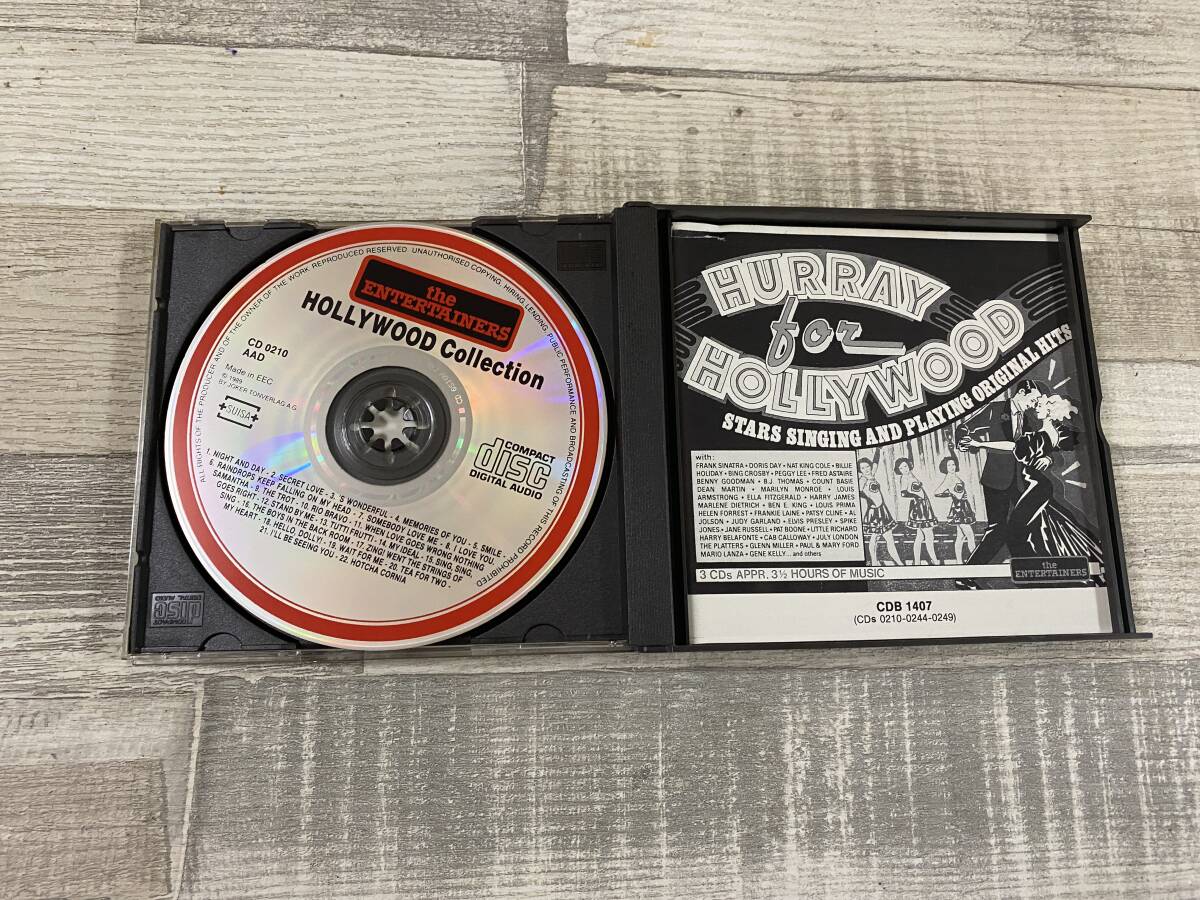 ALL RIGHTS OF THE PRODUCER AND OF THE OWNER OF THE WORK REPRODUCED RESERVED. UNAUTHORISED COPYING, HIRING, LENDING, PUBLIC PERFORMANCE AND BROADCASTING OF THIS RECORD PROHIBITED
the
ENTERTAINERS
HOLLYWOOD Collection
CD 0210
AAD
Made in EEC
© 1989
BY JOKER TONVERLAG A.G.
SUISA
COMPACT
disc
DIGITAL AUDIO
1. NIGHT AND DAY - 2. SECRET LOVE - 3. 'S WONDERFUL - 4. MEMORIES OF YOU - 5. SMILE -
6. RAINDROPS KEEP FALLING ON MY HEAD - 7. SOMEBODY LOVE ME - 8. I LOVE YOU,
SAMANTHA - 9. THE TROT - 10. RIO BRAVO - 11. WHEN LOVE GOES WRONG NOTHING
GOES RIGHT - 12. STAND BY ME - 13. TUTTI FRUTTI - 14. MY IDEAL - 15. SING, SING,
SING - 16. THE BOYS IN THE BACK ROOM - 17. ZING! WENT THE STRINGS OF
MY HEART - 18. HELLO, DOLLY! - 19. WAIT FOR ME - 20. TEA FOR TWO -
21. I'LL BE SEEING YOU - 22. HOTCHA CORNIA
COMPACT
disc
DIGITAL AUDIO
HURRAY
for
HOLLYWOOD
STARS SINGING AND PLAYING ORIGINAL HITS
with:
FRANK SINATRA • DORIS DAY • NAT KING COLE • BILLIE
HOLIDAY • BING CROSBY • PEGGY LEE • FRED ASTAIRE
BENNY GOODMAN • B.J. THOMAS • COUNT BASIE
DEAN MARTIN • MARILYN MONROE • LOUIS
ARMSTRONG • ELLA FITZGERALD • HARRY JAMES
MARLENE DIETRICH • BEN E. KING • LOUIS PRIMA
HELEN FORREST • FRANKIE LAINE • PATSY CLINE • AL
JOLSON • JUDY GARLAND • ELVIS PRESLEY • SPIKE
JONES • JANE RUSSELL • PAT BOONE • LITTLE RICHARD
HARRY BELAFONTE • CAB CALLOWAY • JULY LONDON
THE PLATTERS • GLENN MILLER • PAUL & MARY FORD
MARIO LANZA • GENE KELLY... and others
3 CDs APPR. 3½ HOURS OF MUSIC
the
ENTERTAINERS
CDB 1407
(CDs 0210-0244-0249)